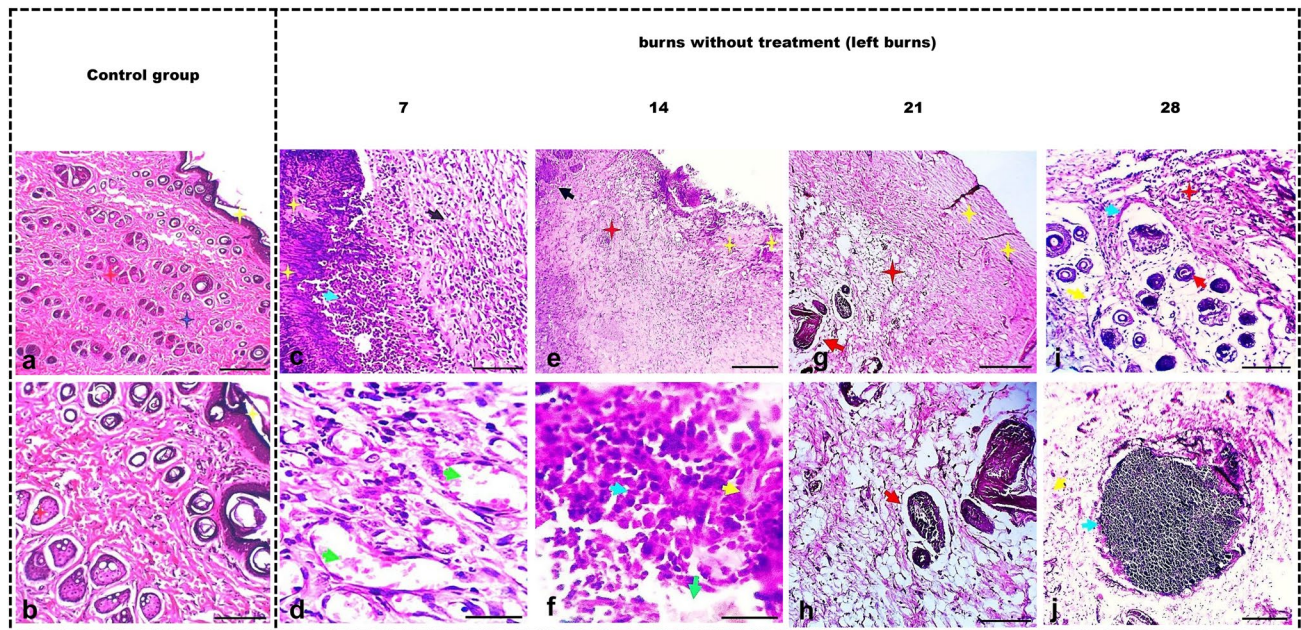 burns without treatment (left burns)
Control group
7 14 21 28
a c e g i
b d f h j